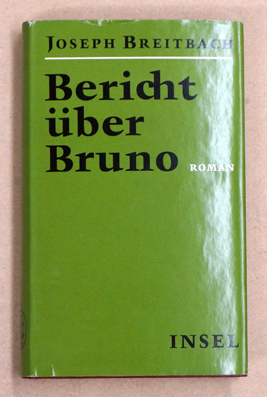 JOSEPH BREITBACH
Bericht
über
Bruno ROMAN
INSEL